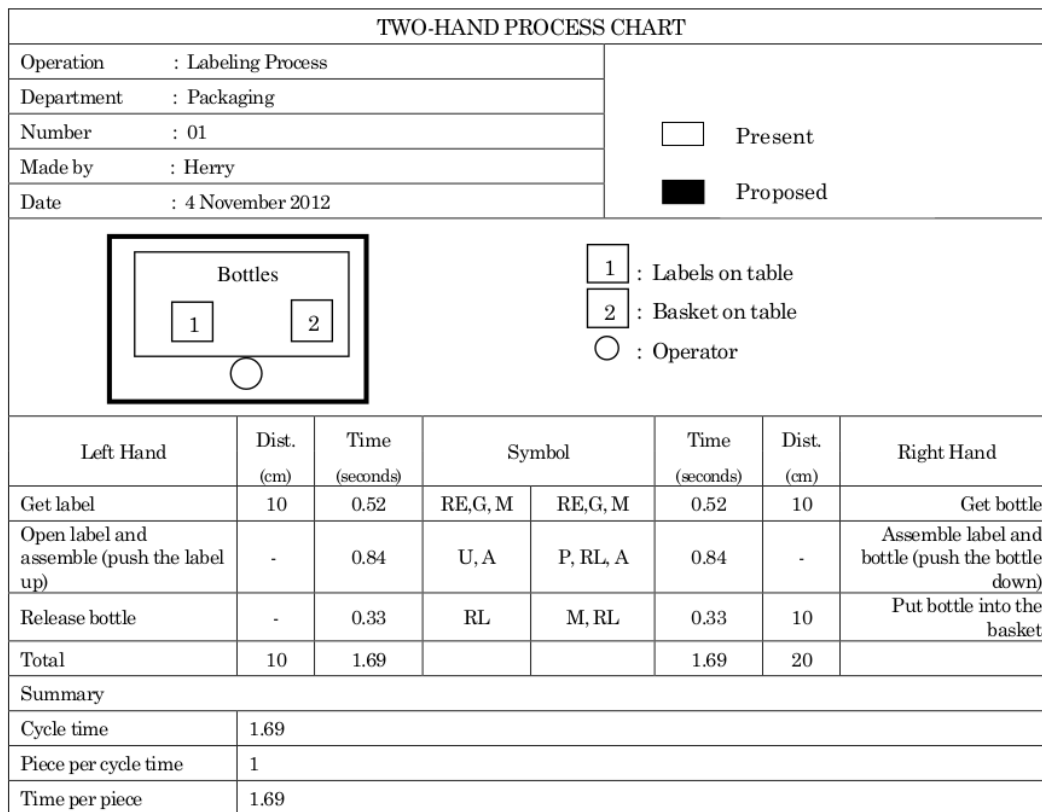 TWO-HAND PROCESS CHART
Operation : Labeling Process
Department : Packaging
Number : 01
Made by : Herry
Date : 4 November 2012
Present
Proposed
Bottles
1
2
1 : Labels on table
2 : Basket on table
: Operator
Left Hand Dist. (cm) Time (seconds) Symbol Time (seconds) Dist. (cm) Right Hand
Get label 10 0.52 RE,G, M RE,G, M 0.52 10 Get bottle
Open label and assemble (push the label up) - 0.84 U, A P, RL, A 0.84 - Assemble label and bottle (push the bottle down)
Release bottle - 0.33 RL M, RL 0.33 10 Put bottle into the basket
Total 10 1.69 1.69 20
Summary
Cycle time 1.69
Piece per cycle time 1
Time per piece 1.69